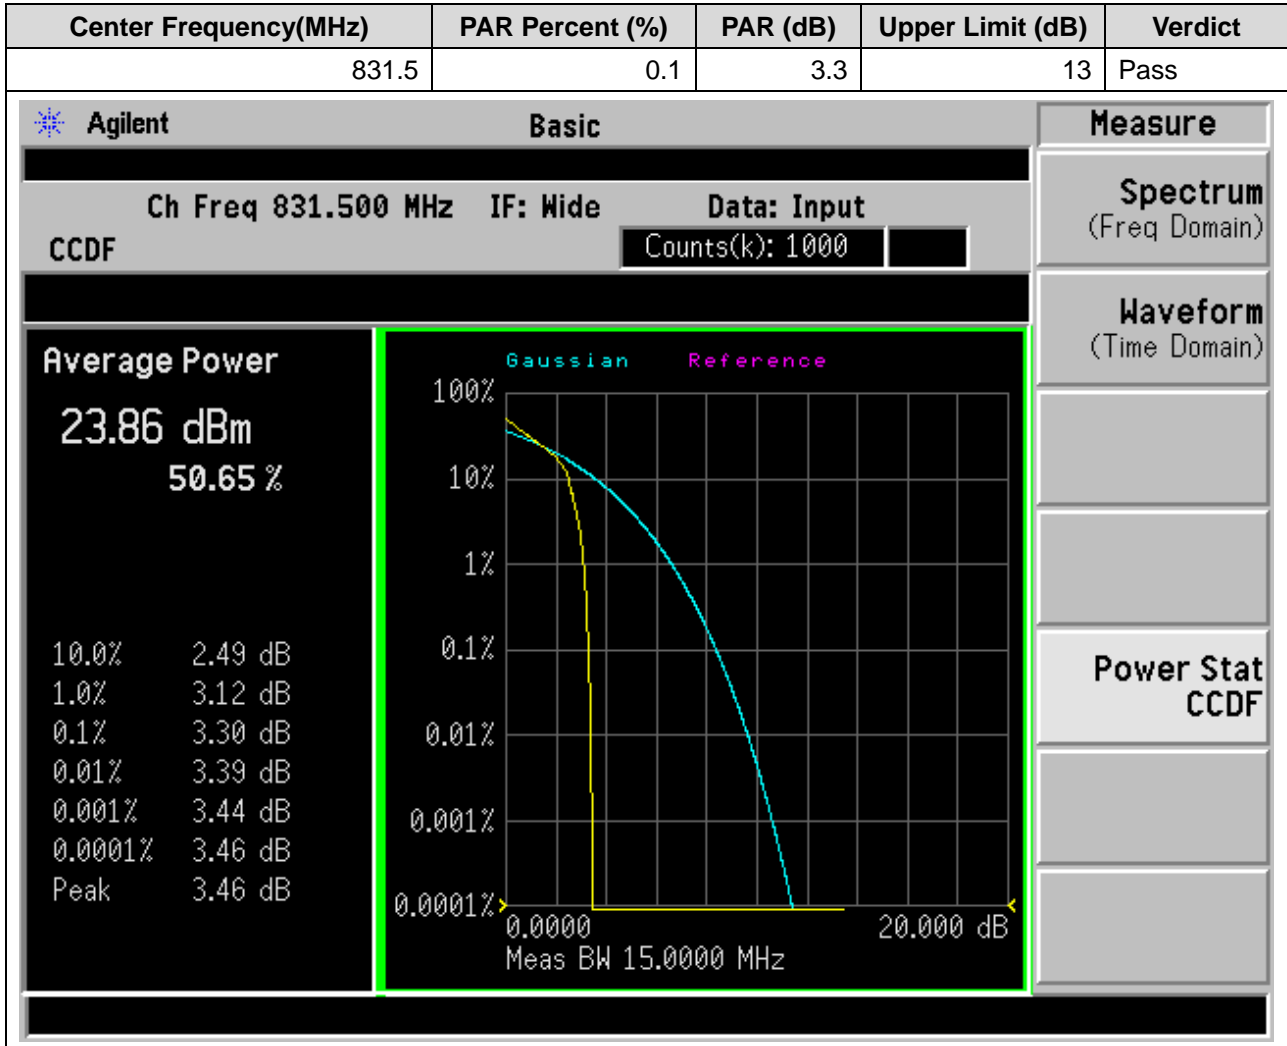 Center Frequency(MHz) PAR Percent (%) PAR (dB) Upper Limit (dB) Verdict
831.5 0.1 3.3 13 Pass
Agilent Basic Measure
Ch Freq 831.500 MHz IF: Wide Data: Input
CCDF Counts(k): 1000
Spectrum
(Freq Domain)
Waveform
(Time Domain)
Power Stat
CCDF
Average Power
23.86 dBm
50.65 %
10.0% 2.49 dB
1.0% 3.12 dB
0.1% 3.30 dB
0.01% 3.39 dB
0.001% 3.44 dB
0.0001% 3.46 dB
Peak 3.46 dB
Gaussian Reference
100%
10%
1%
0.1%
0.01%
0.001%
0.0001%
0.0000 20.000 dB
Meas BW 15.0000 MHz